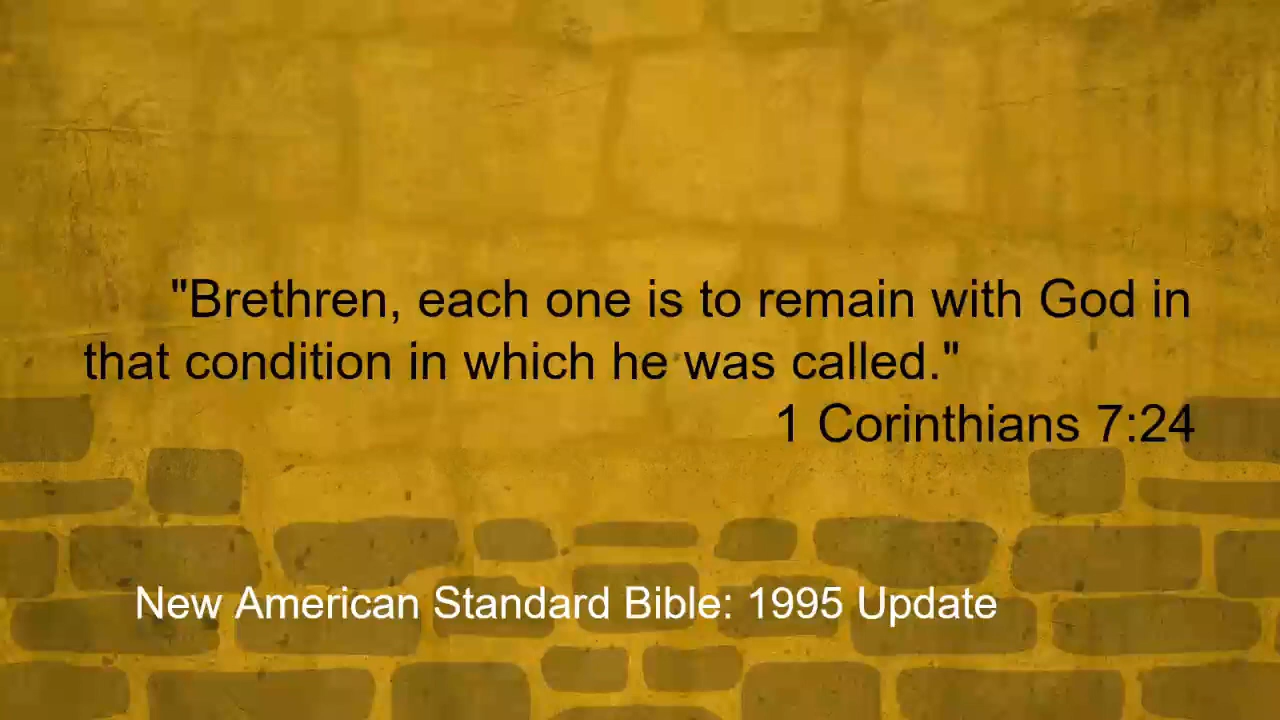 "Brethren, each one is to remain with God in
that condition in which he was called."
1 Corinthians 7:24
New American Standard Bible: 1995 Update